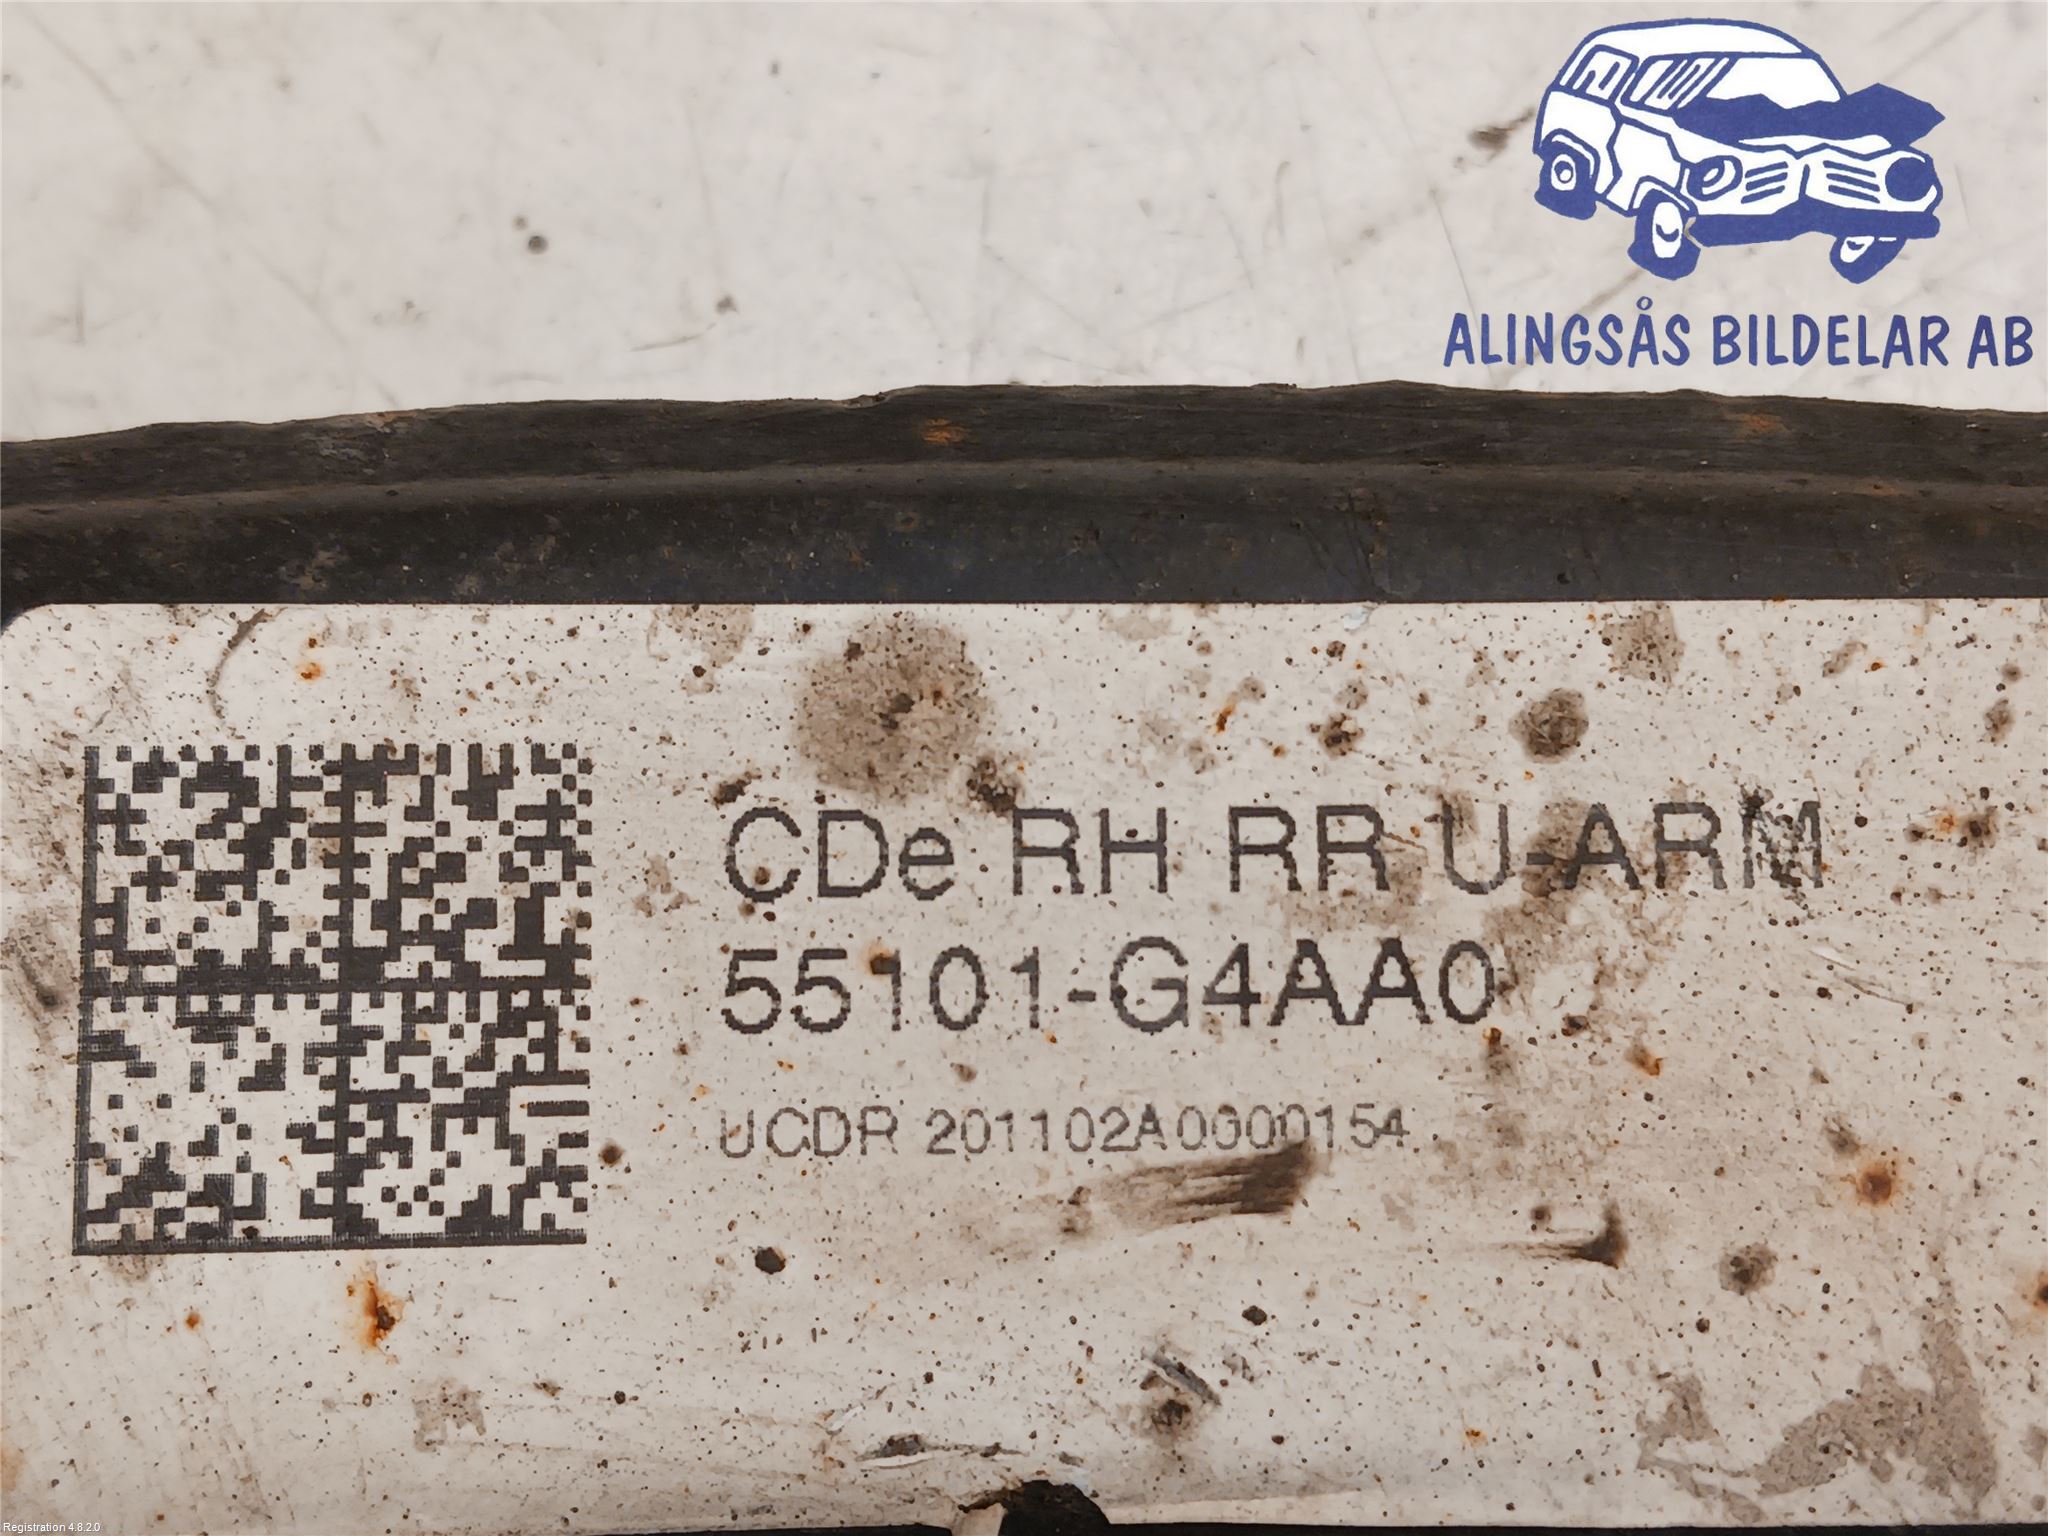 ALINGSÅS BILDELAR AB
CDe RH RR U-ARM
55101-G4AA0
UCDR 201102A0000154
Registration 4.8.2.0